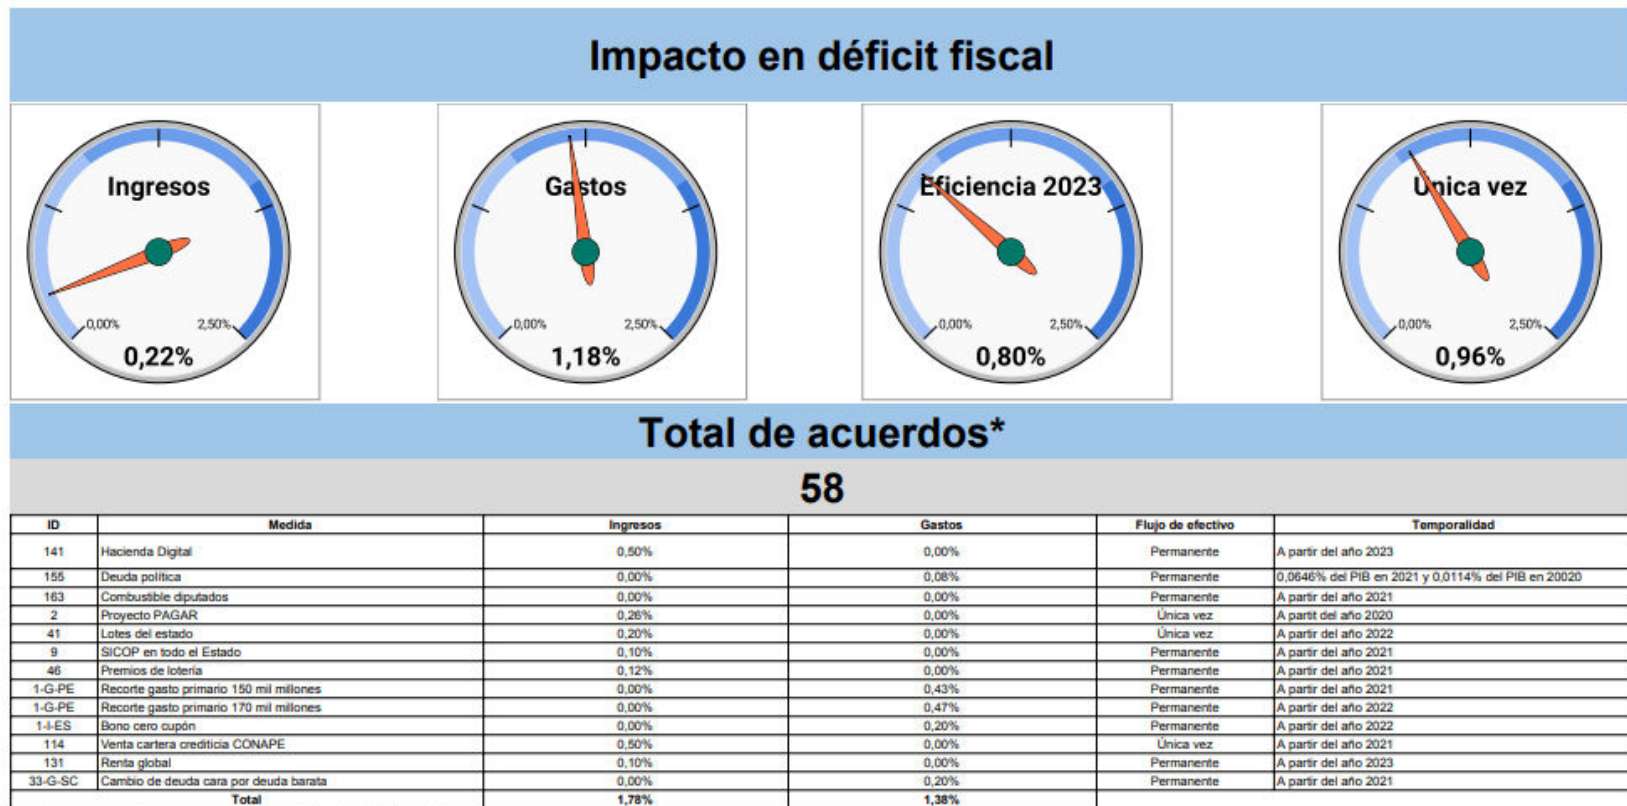 Impacto en déficit fiscal
Ingresos
0,00% 2,50%
0,22%
Gastos
0,00% 2,50%
1,18%
Eficiencia 2023
0,00% 2,50%
0,80%
Única vez
0,00% 2,50%
0,96%
Total de acuerdos*
58
ID Medida Ingresos Gastos Flujo de efectivo Temporalidad
141 Hacienda Digital 0,50% 0,00% Permanente A partir del año 2023
155 Deuda política 0,00% 0,08% Permanente 0,0646% del PIB en 2021 y 0,0114% del PIB en 20020
163 Combustible diputados 0,00% 0,00% Permanente A partir del año 2021
2 Proyecto PAGAR 0,26% 0,00% Única vez A partir del año 2020
41 Lotes del estado 0,20% 0,00% Única vez A partir del año 2022
9 SICOP en todo el Estado 0,10% 0,00% Permanente A partir del año 2021
46 Premios de lotería 0,12% 0,00% Permanente A partir del año 2021
1-G-PE Recorte gasto primario 150 mil millones 0,00% 0,43% Permanente A partir del año 2021
1-G-PE Recorte gasto primario 170 mil millones 0,00% 0,47% Permanente A partir del año 2022
1-I-ES Bono cero cupón 0,00% 0,20% Permanente A partir del año 2022
114 Venta cartera crediticia CONAPE 0,50% 0,00% Única vez A partir del año 2021
131 Renta global 0,10% 0,00% Permanente A partir del año 2023
33-G-SC Cambio de deuda cara por deuda barata 0,00% 0,20% Permanente A partir del año 2021
Total 1,78% 1,38%